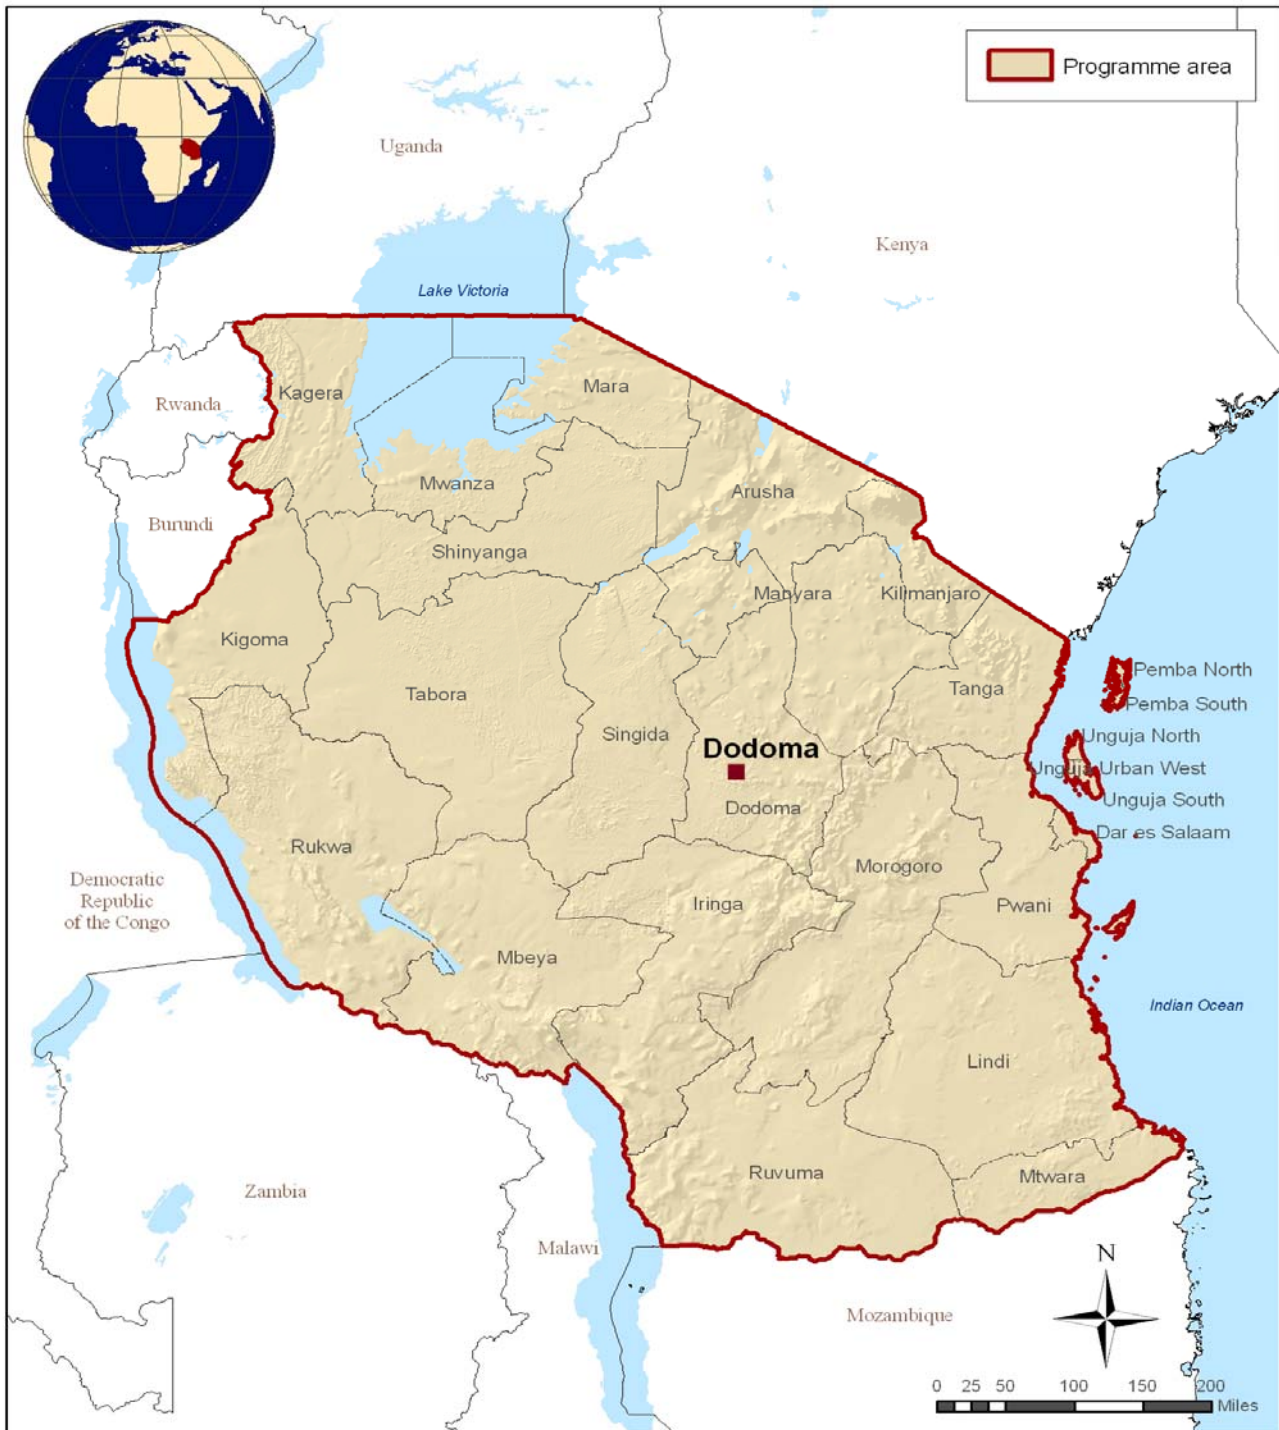 Programme area
Uganda
Kenya
Lake Victoria
Rwanda
Kagera
Mara
Mwanza
Arusha
Burundi
Shinyanga
Manyara
Kilimanjaro
Kigoma
Tabora
Tanga
Pemba North
Pemba South
Singida
Unguja North
Dodoma
Unguja Urban West
Dodoma
Unguja South
Dar es Salaam
Rukwa
Morogoro
Democratic
Republic
of the Congo
Iringa
Pwani
Mbeya
Indian Ocean
Lindi
Ruvuma
Mtwara
Zambia
Malawi
N
Mozambique
0 25 50 100 150 200
Miles